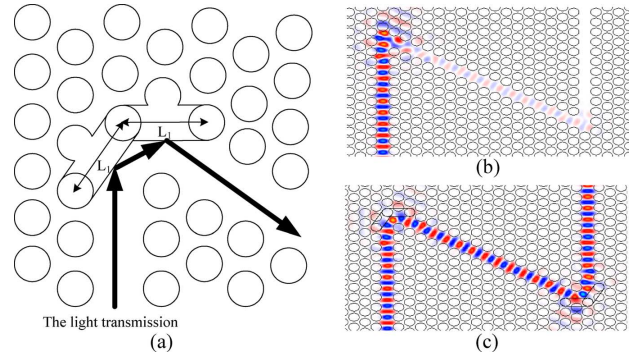 L₁
L₁
The light transmission
(a)
(b)
(c)